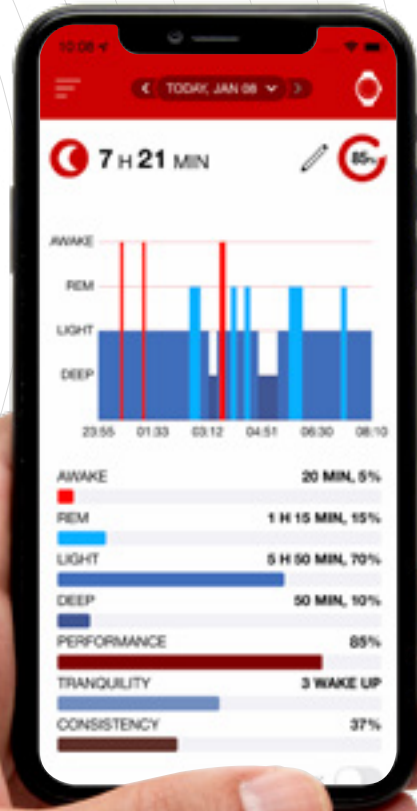 10:08
TODAY, JAN 08
7 H 21 MIN
85%
AWAKE
REM
LIGHT
DEEP
23:55 01:33 03:12 04:51 06:30 08:10
AWAKE 20 MIN, 5%
REM 1 H 15 MIN, 15%
LIGHT 5 H 50 MIN, 70%
DEEP 50 MIN, 10%
PERFORMANCE 85%
TRANQUILITY 3 WAKE UP
CONSISTENCY 37%